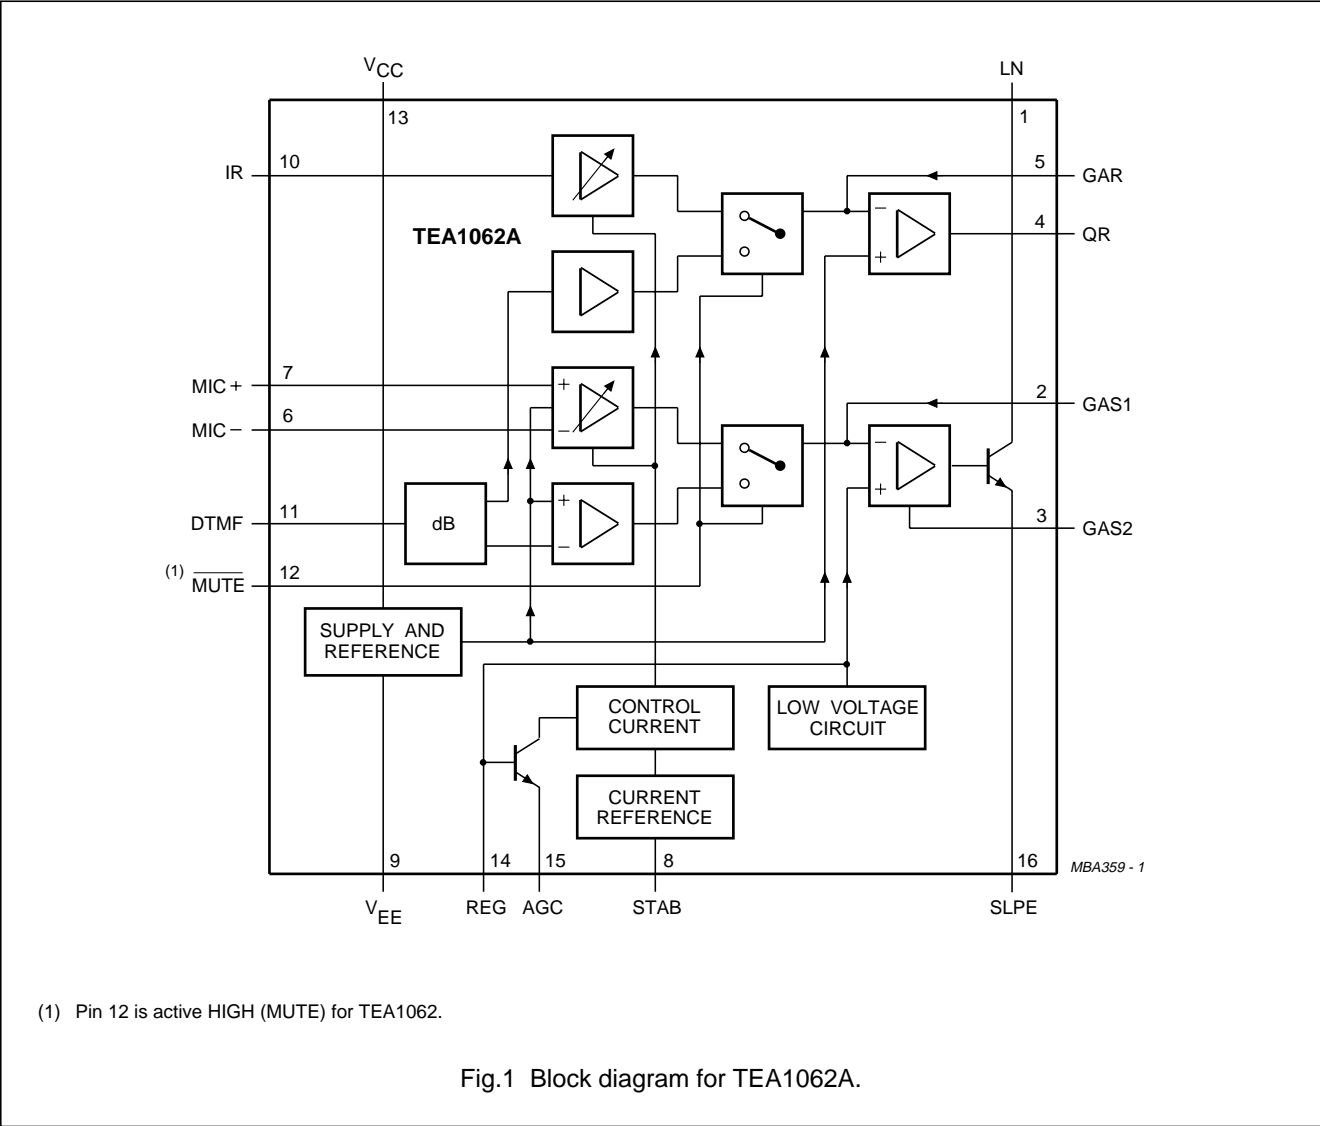 VCC
LN
13
1
IR
10
5
GAR
TEA1062A
−
4
QR
+
MIC+
7
+
2
GAS1
MIC−
6
−
−
+
+
DTMF
11
dB
−
3
GAS2
(1) MUTE
12
SUPPLY AND
REFERENCE
CONTROL
CURRENT
LOW VOLTAGE
CIRCUIT
CURRENT
REFERENCE
9
14
15
8
16
MBA359 - 1
VEE
REG
AGC
STAB
SLPE
(1) Pin 12 is active HIGH (MUTE) for TEA1062.
Fig.1 Block diagram for TEA1062A.